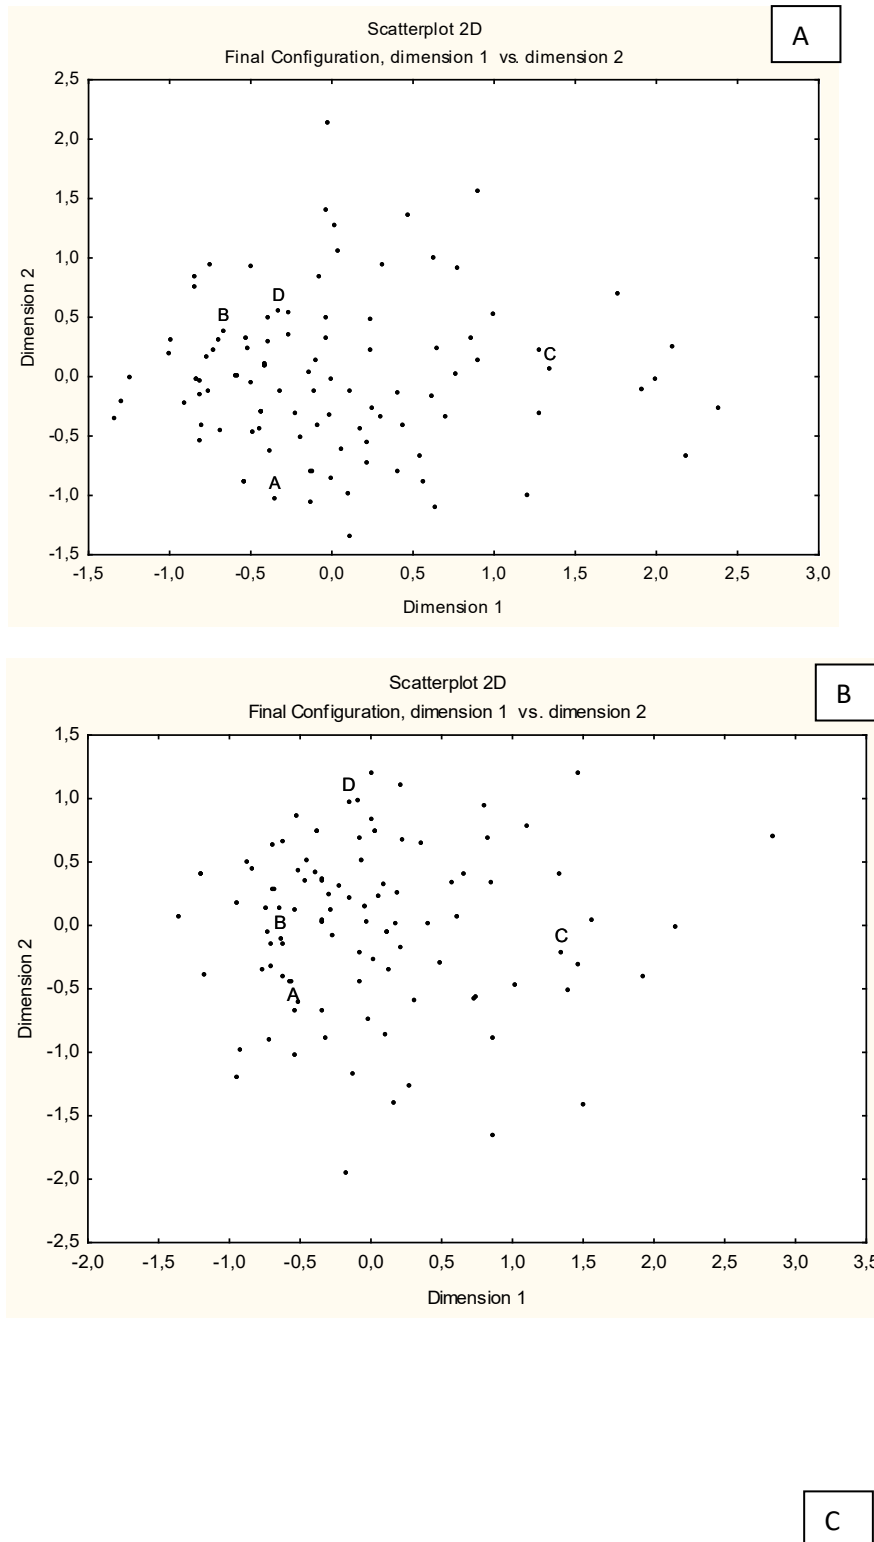 A
Scatterplot 2D
Final Configuration, dimension 1 vs. dimension 2
2,5
2,0
1,5
1,0
0,5
0,0
-0,5
-1,0
-1,5
Dimension 2
D
B
C
A
-1,5 -1,0 -0,5 0,0 0,5 1,0 1,5 2,0 2,5 3,0
Dimension 1
B
Scatterplot 2D
Final Configuration, dimension 1 vs. dimension 2
1,5
1,0
0,5
0,0
-0,5
-1,0
-1,5
-2,0
-2,5
Dimension 2
D
B
C
A
-2,0 -1,5 -1,0 -0,5 0,0 0,5 1,0 1,5 2,0 2,5 3,0 3,5
Dimension 1
C